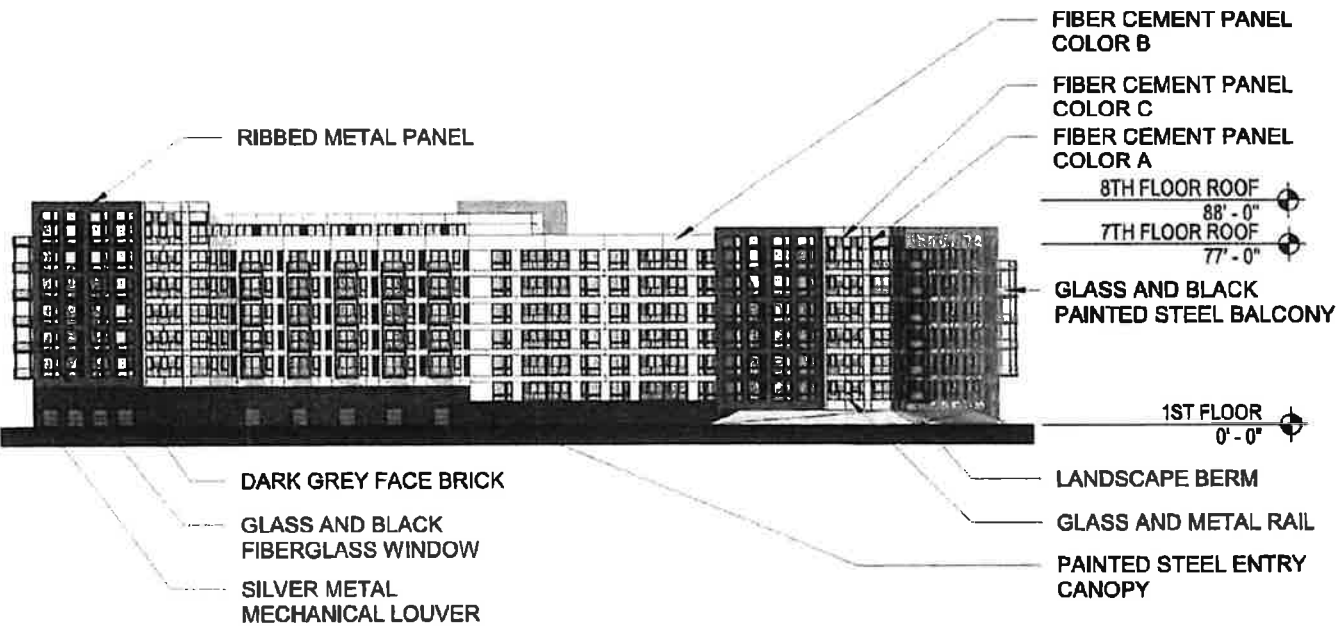 FIBER CEMENT PANEL
COLOR B
FIBER CEMENT PANEL
COLOR C
RIBBED METAL PANEL
FIBER CEMENT PANEL
COLOR A
8TH FLOOR ROOF
88' - 0"
7TH FLOOR ROOF
77' - 0"
GLASS AND BLACK
PAINTED STEEL BALCONY
1ST FLOOR
0' - 0"
DARK GREY FACE BRICK
LANDSCAPE BERM
GLASS AND BLACK
FIBERGLASS WINDOW
GLASS AND METAL RAIL
PAINTED STEEL ENTRY
CANOPY
SILVER METAL
MECHANICAL LOUVER